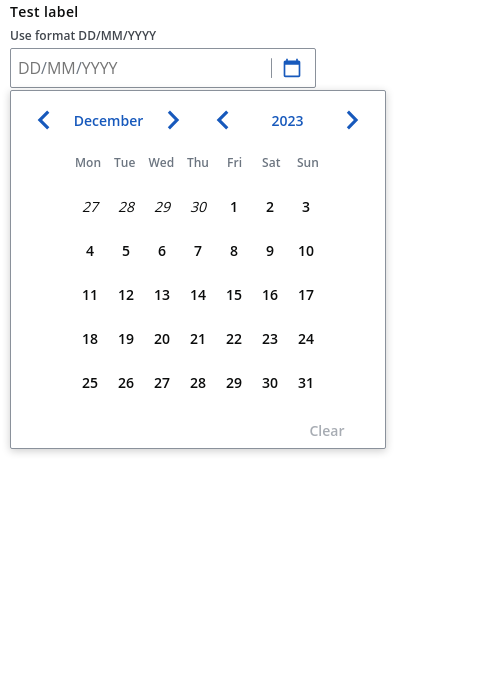 Test label
Use format DD/MM/YYYY
DD/MM/YYYY
December 2023
Mon Tue Wed Thu Fri Sat Sun
27 28 29 30 1 2 3
4 5 6 7 8 9 10
11 12 13 14 15 16 17
18 19 20 21 22 23 24
25 26 27 28 29 30 31
Clear